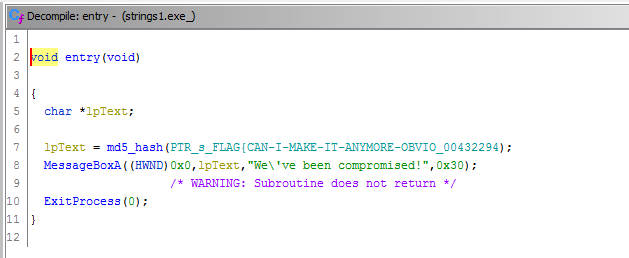 Decompile: entry - (strings1.exe_)
1
2 void entry(void)
3
4 {
5 char *lpText;
6
7 lpText = md5_hash(PTR_s_FLAG{CAN-I-MAKE-IT-ANYMORE-OBVIO_00432294);
8 MessageBoxA((HWND)0x0,lpText,"We\'ve been compromised!",0x30);
9 /* WARNING: Subroutine does not return */
10 ExitProcess(0);
11 }
12